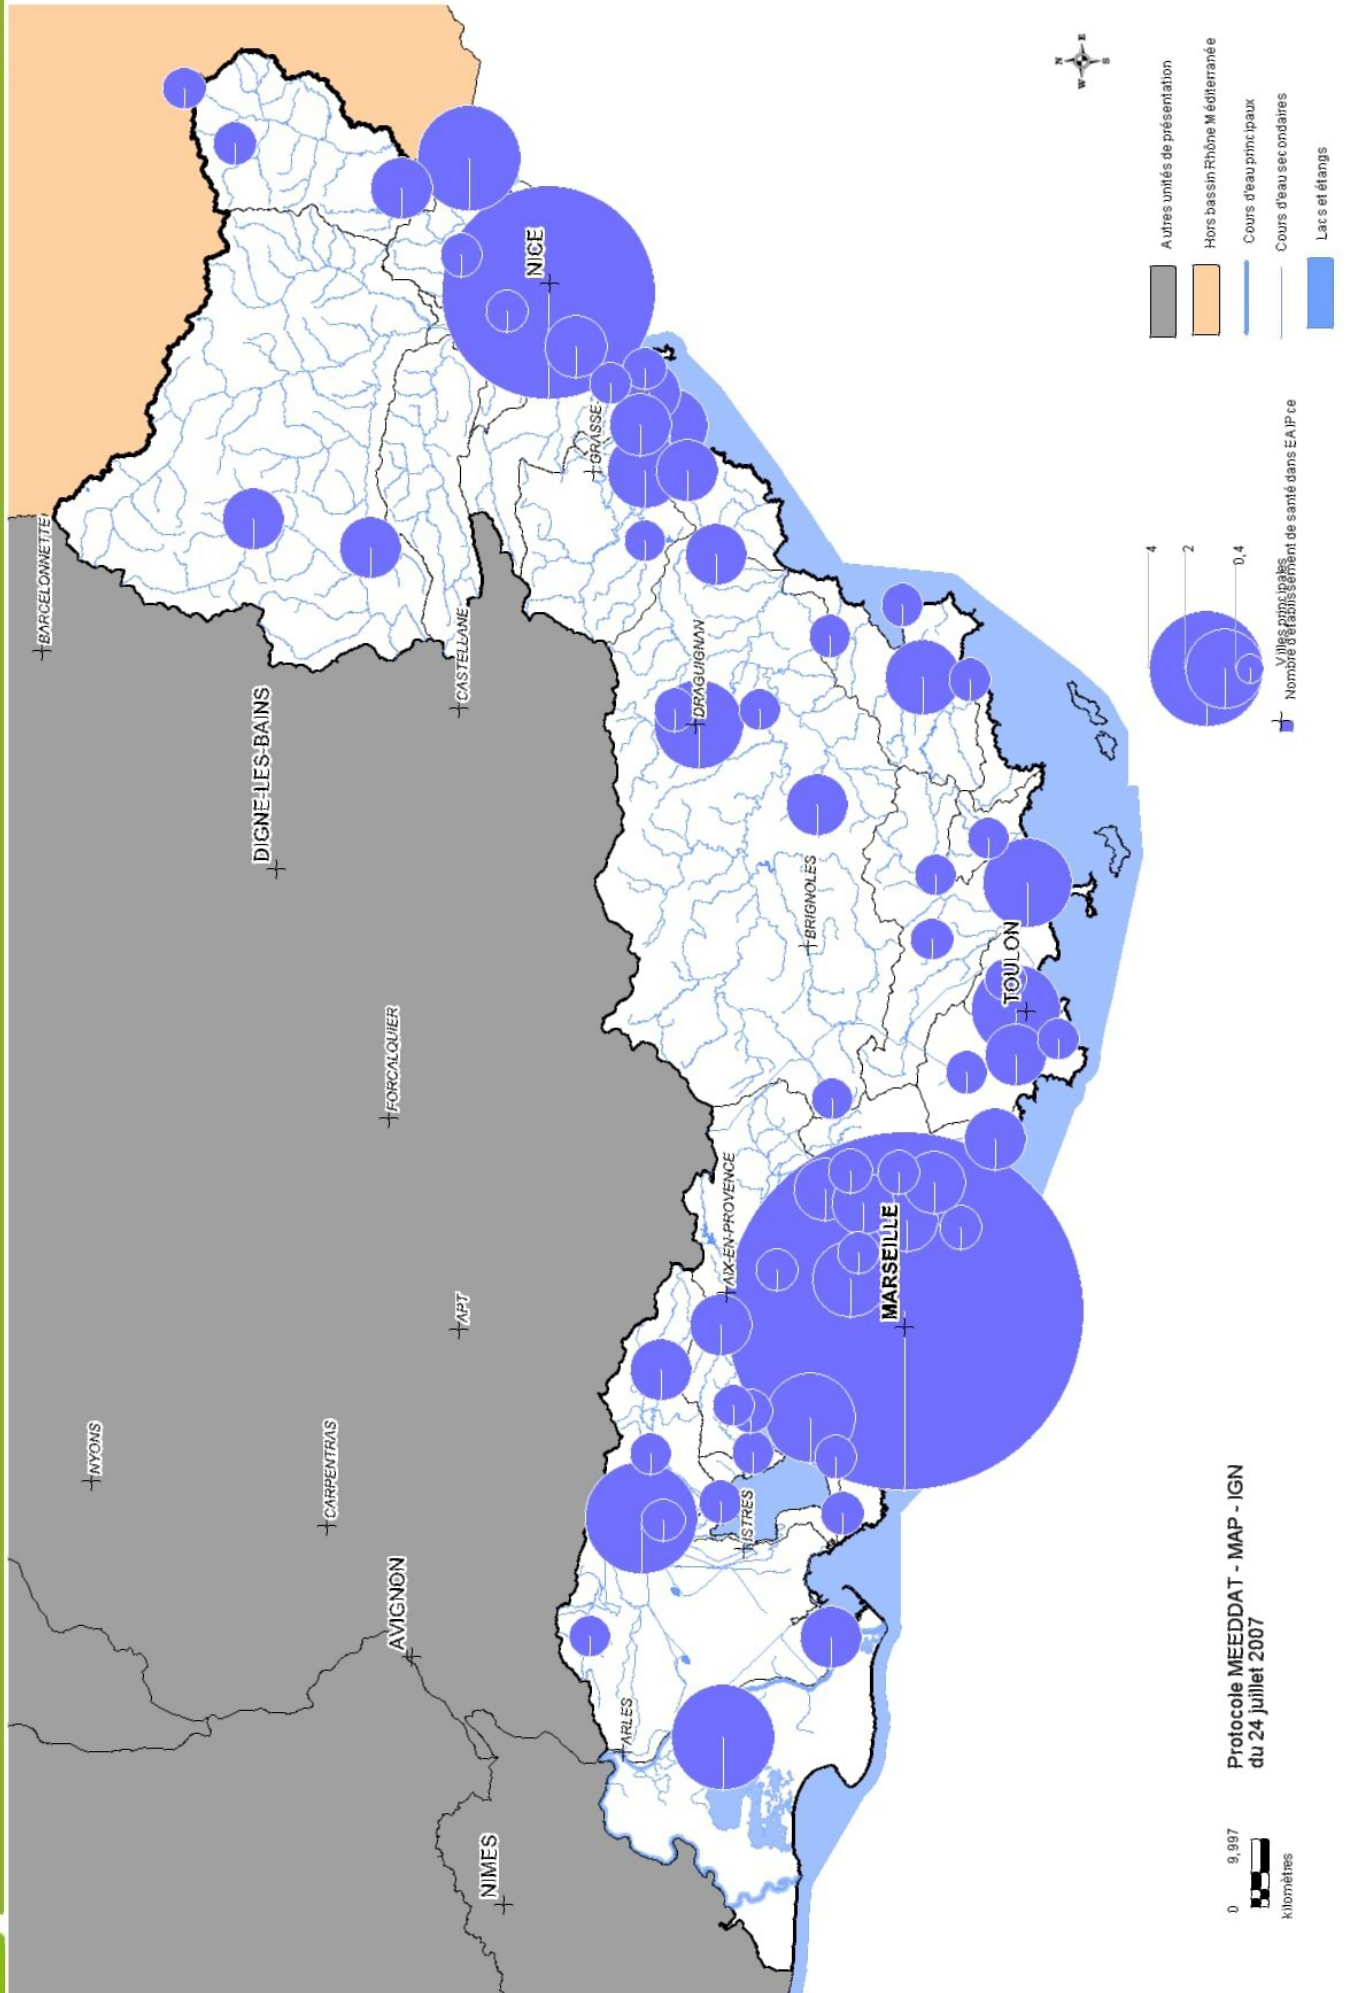 BARCELONNETTE
DIGNE-LES-BAINS
CASTELLANE
NICE
GRASSE
DRAGUIGNAN
BRIGNOLES
FORCALQUIER
TOULON
AIX-EN-PROVENCE
APT
MARSEILLE
NYONS
CARPENTRAS
ISTRES
AVIGNON
ARLES
NIMES
0 9,997
kilomètres
Protocole MEEDDAT - MAP - IGN
du 24 juillet 2007
4
2
0,4
Villes principales
Nombre d'établissement de santé dans EAIPce
Autres unités de présentation
Hors bassin Rhône Méditerranée
Cours d'eau principaux
Cours d'eau secondaires
Lacs et étangs
N
W E
S